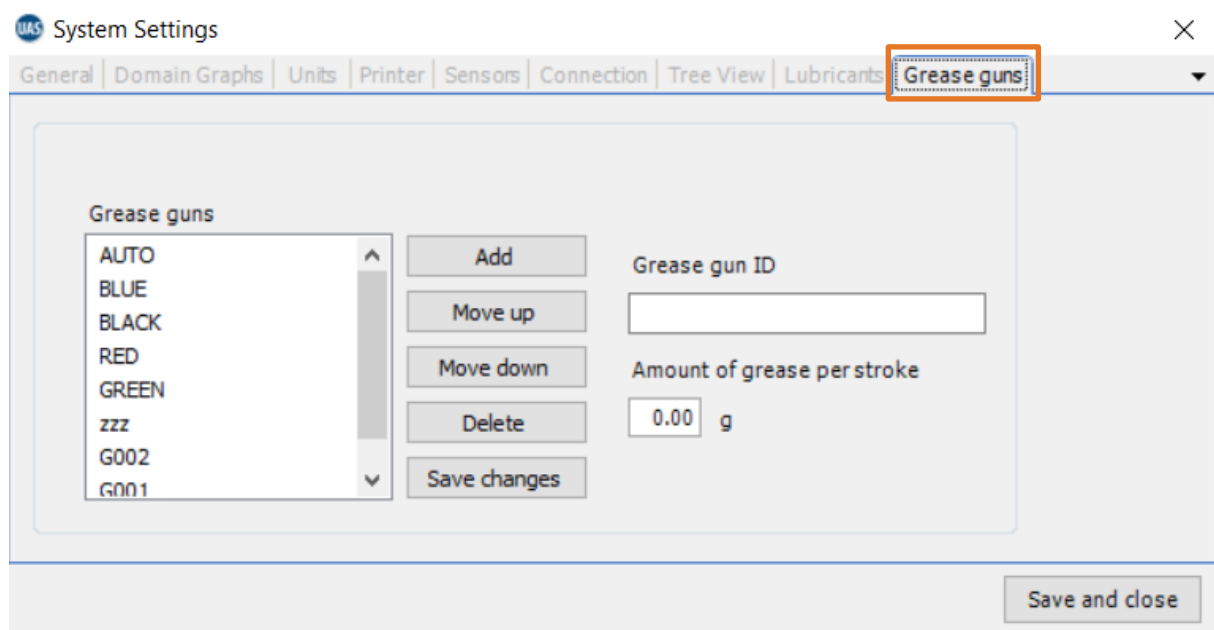 UAS System Settings
General Domain Graphs Units Printer Sensors Connection Tree View Lubricants Grease guns
Grease guns
AUTO
BLUE
BLACK
RED
GREEN
zzz
G002
G001
Add
Move up
Move down
Delete
Save changes
Grease gun ID
Amount of grease per stroke
0.00 g
Save and close